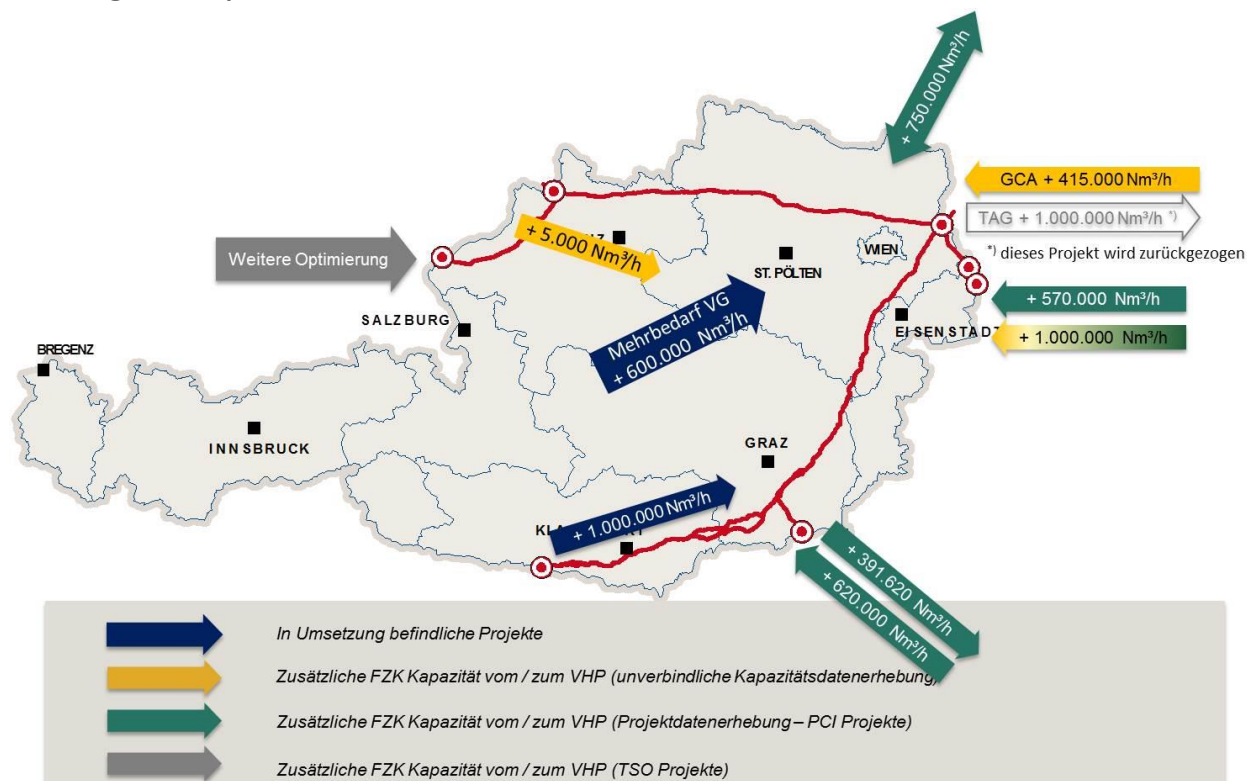 + 750.000 Nm³/h
GCA + 415.000 Nm³/h
TAG + 1.000.000 Nm³/h *)
*) dieses Projekt wird zurückgezogen
+ 5.000 Nm³/h
Weitere Optimierung
WIEN
ST. PÖLTEN
Mehrbedarf VG
+ 600.000 Nm³/h
+ 570.000 Nm³/h
SALZBURG
EISENSTADT
+ 1.000.000 Nm³/h
BREGENZ
INNSBRUCK
GRAZ
+ 1.000.000 Nm³/h
+ 391.620 Nm³/h
+ 620.000 Nm³/h
In Umsetzung befindliche Projekte
Zusätzliche FZK Kapazität vom / zum VHP (unverbindliche Kapazitätsdatenerhebung)
Zusätzliche FZK Kapazität vom / zum VHP (Projektdatenerhebung – PCI Projekte)
Zusätzliche FZK Kapazität vom / zum VHP (TSO Projekte)